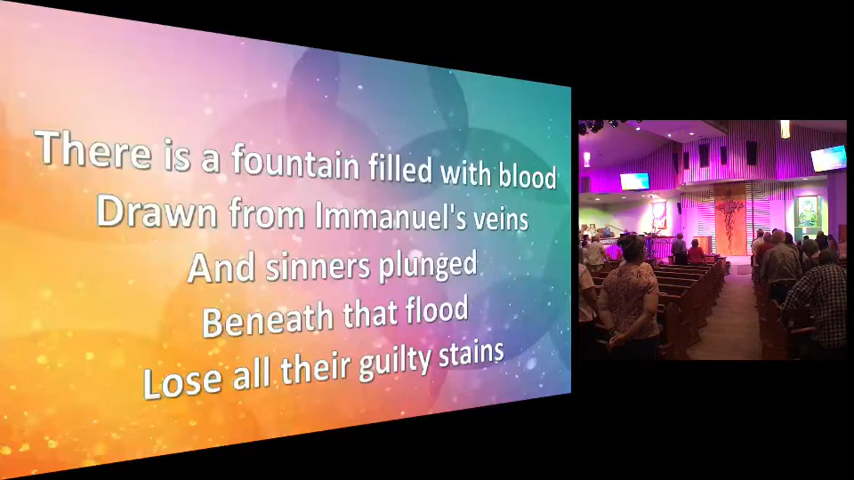 There is a fountain filled with blood
Drawn from Immanuel's veins
And sinners plunged
Beneath that flood
Lose all their guilty stains